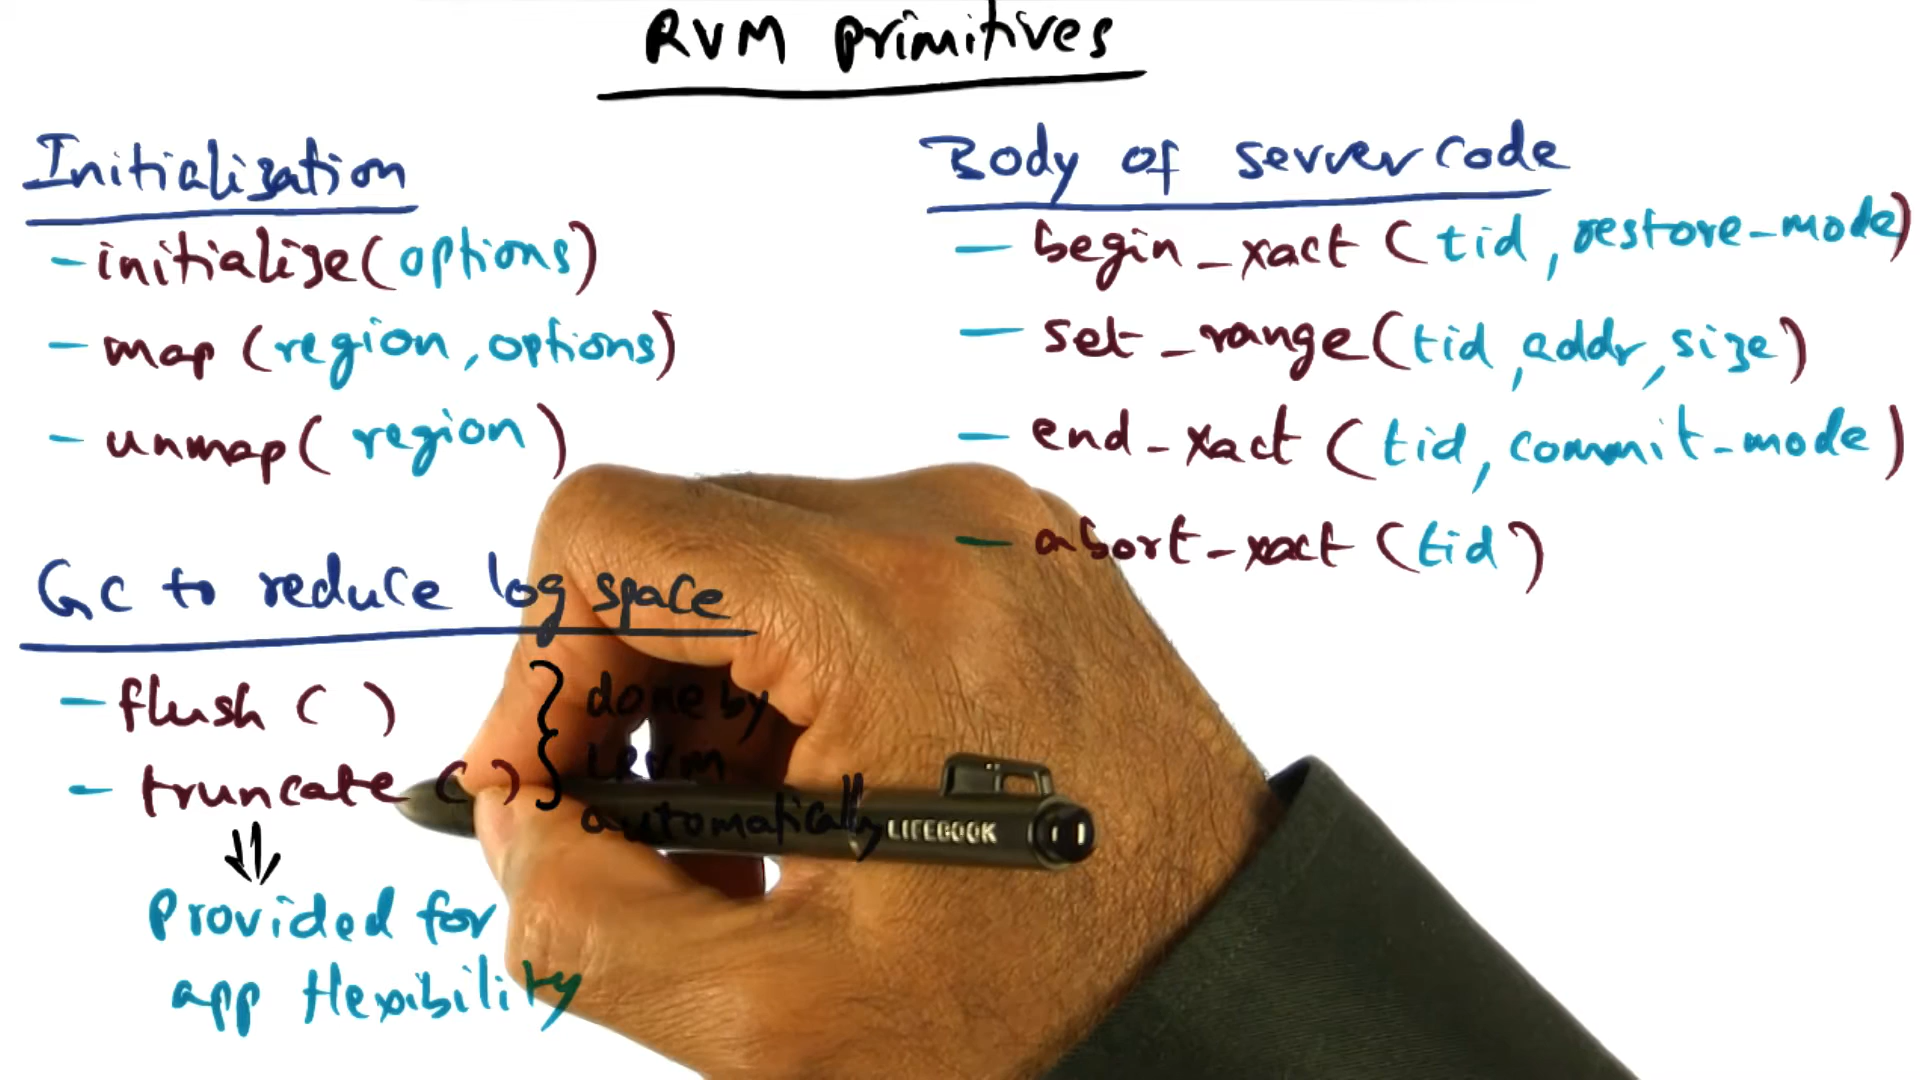 RVM primitives
Initialization
- initialize(options)
- map (region, options)
- unmap( region )
GC to reduce log space
- flush ( )
- truncate ( )
} done by
LRVM
automatically
⇓
Provided for
app flexibility
Body of server code
- begin_xact (tid, restore-mode)
- set_range(tid, addr, size)
- end-xact (tid, commit-mode)
- abort-xact (tid)
LIFEBOOK